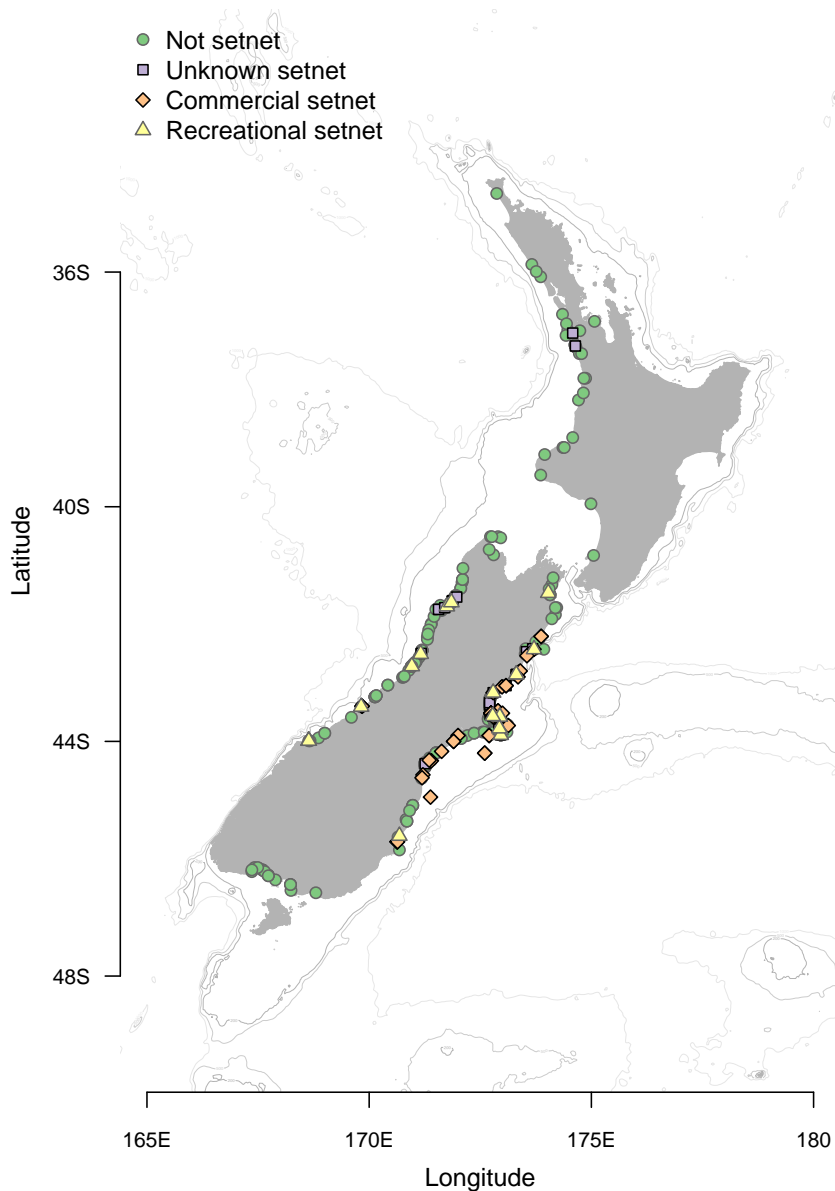 Not setnet
Unknown setnet
Commercial setnet
Recreational setnet
36S
40S
44S
48S
Latitude
165E
170E
175E
180
Longitude